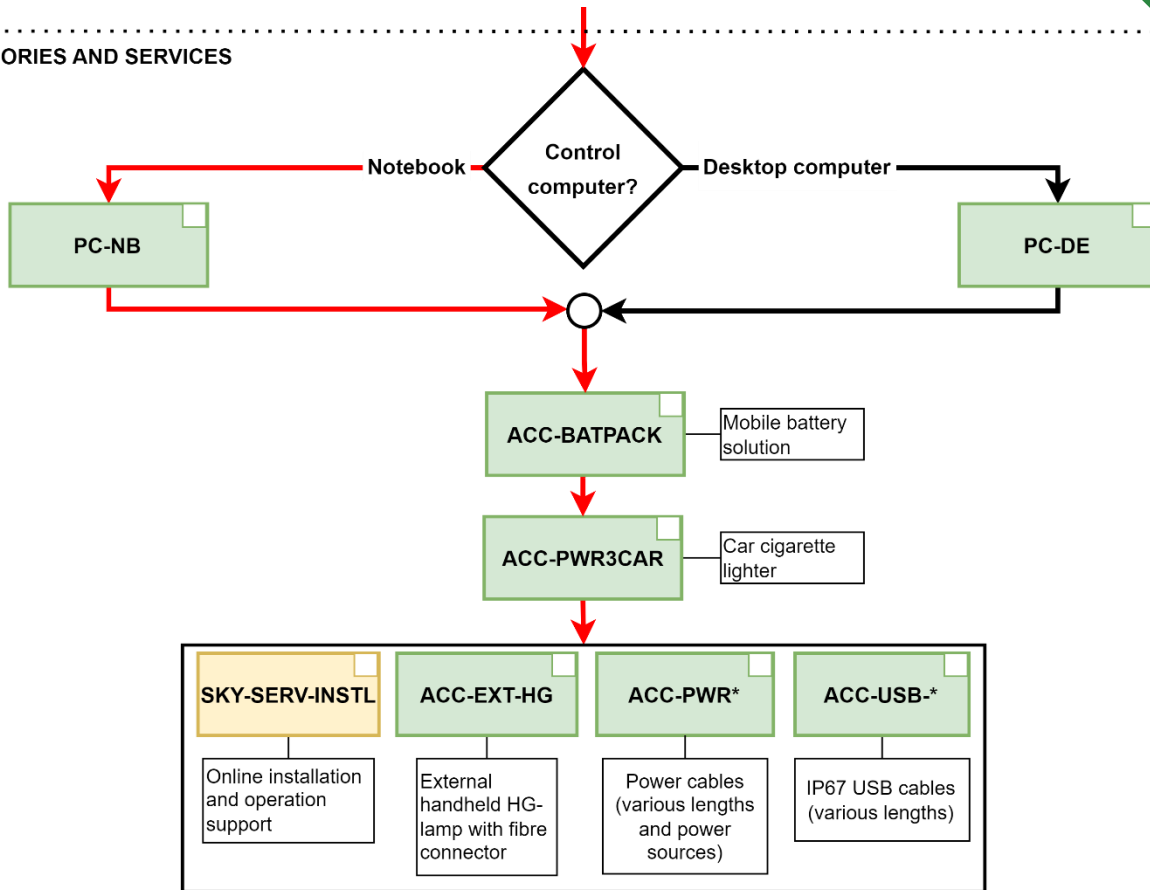 ORIES AND SERVICES
Control
computer?
Notebook
Desktop computer
PC-NB
PC-DE
ACC-BATPACK
Mobile battery
solution
ACC-PWR3CAR
Car cigarette
lighter
SKY-SERV-INSTL
ACC-EXT-HG
ACC-PWR*
ACC-USB-*
Online installation
and operation
support
External
handheld HG-
lamp with fibre
connector
Power cables
(various lengths
and power
sources)
IP67 USB cables
(various lengths)